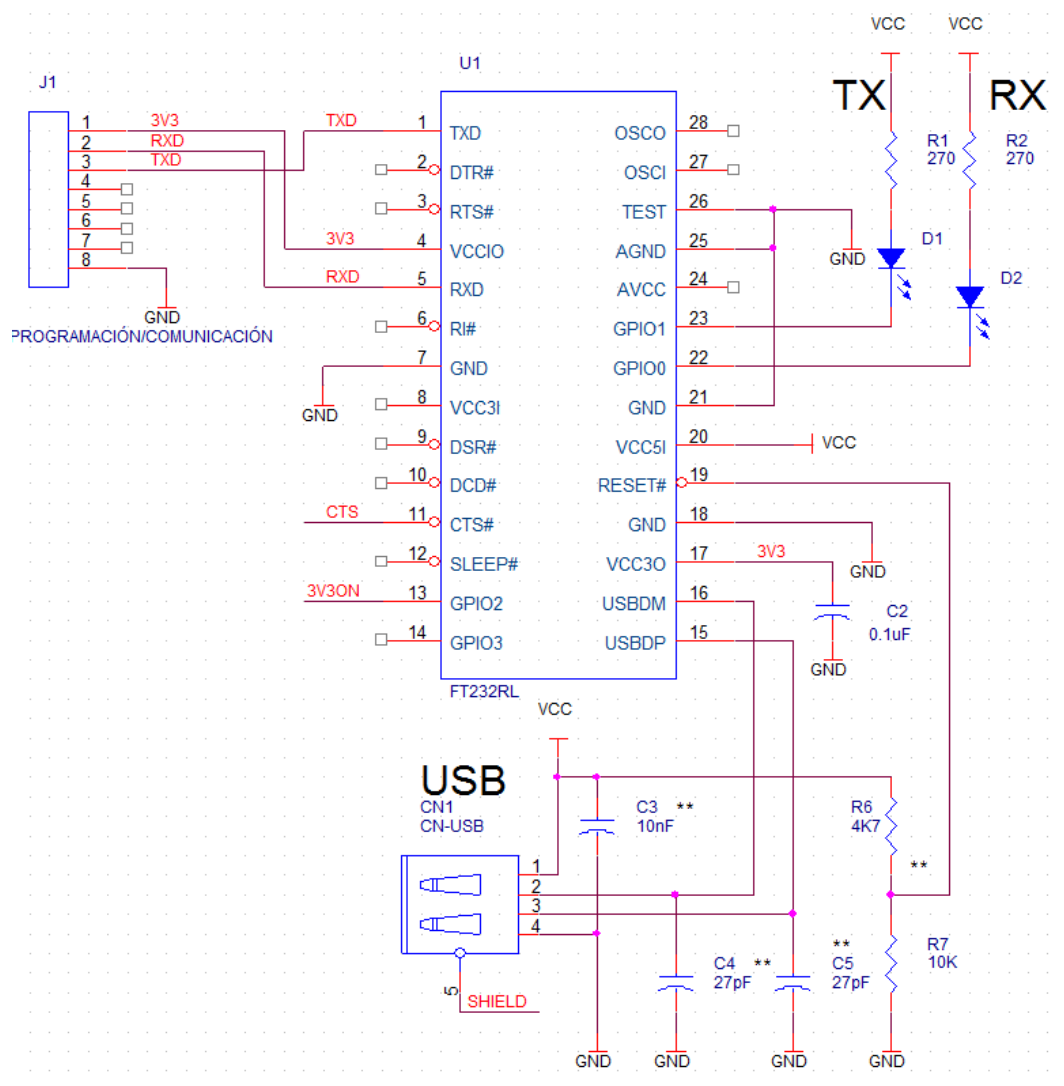 VCC
VCC
U1
J1
TX
RX
1
3V3
TXD
1
TXD
OSCO
28
R1
270
R2
270
2
RXD
3
TXD
2
DTR#
OSCI
27
4
5
3
RTS#
TEST
26
6
7
3V3
4
VCCIO
AGND
25
GND
D1
8
RXD
5
RXD
AVCC
24
D2
GND
6
RI#
GPIO1
23
PROGRAMACIÓN/COMUNICACIÓN
7
GND
GPIO0
22
GND
8
VCC3I
GND
21
9
DSR#
VCC5I
20
VCC
10
DCD#
RESET#
19
CTS
11
CTS#
GND
18
12
SLEEP#
VCC3O
17
3V3
GND
3V3ON
13
GPIO2
USBDM
16
C2
0.1uF
14
GPIO3
USBDP
15
GND
FT232RL
VCC
USB
CN1
CN-USB
C3
**
10nF
R6
4K7
**
1
2
3
4
C4
**
27pF
**
C5
27pF
R7
10K
5
SHIELD
GND
GND
GND
GND